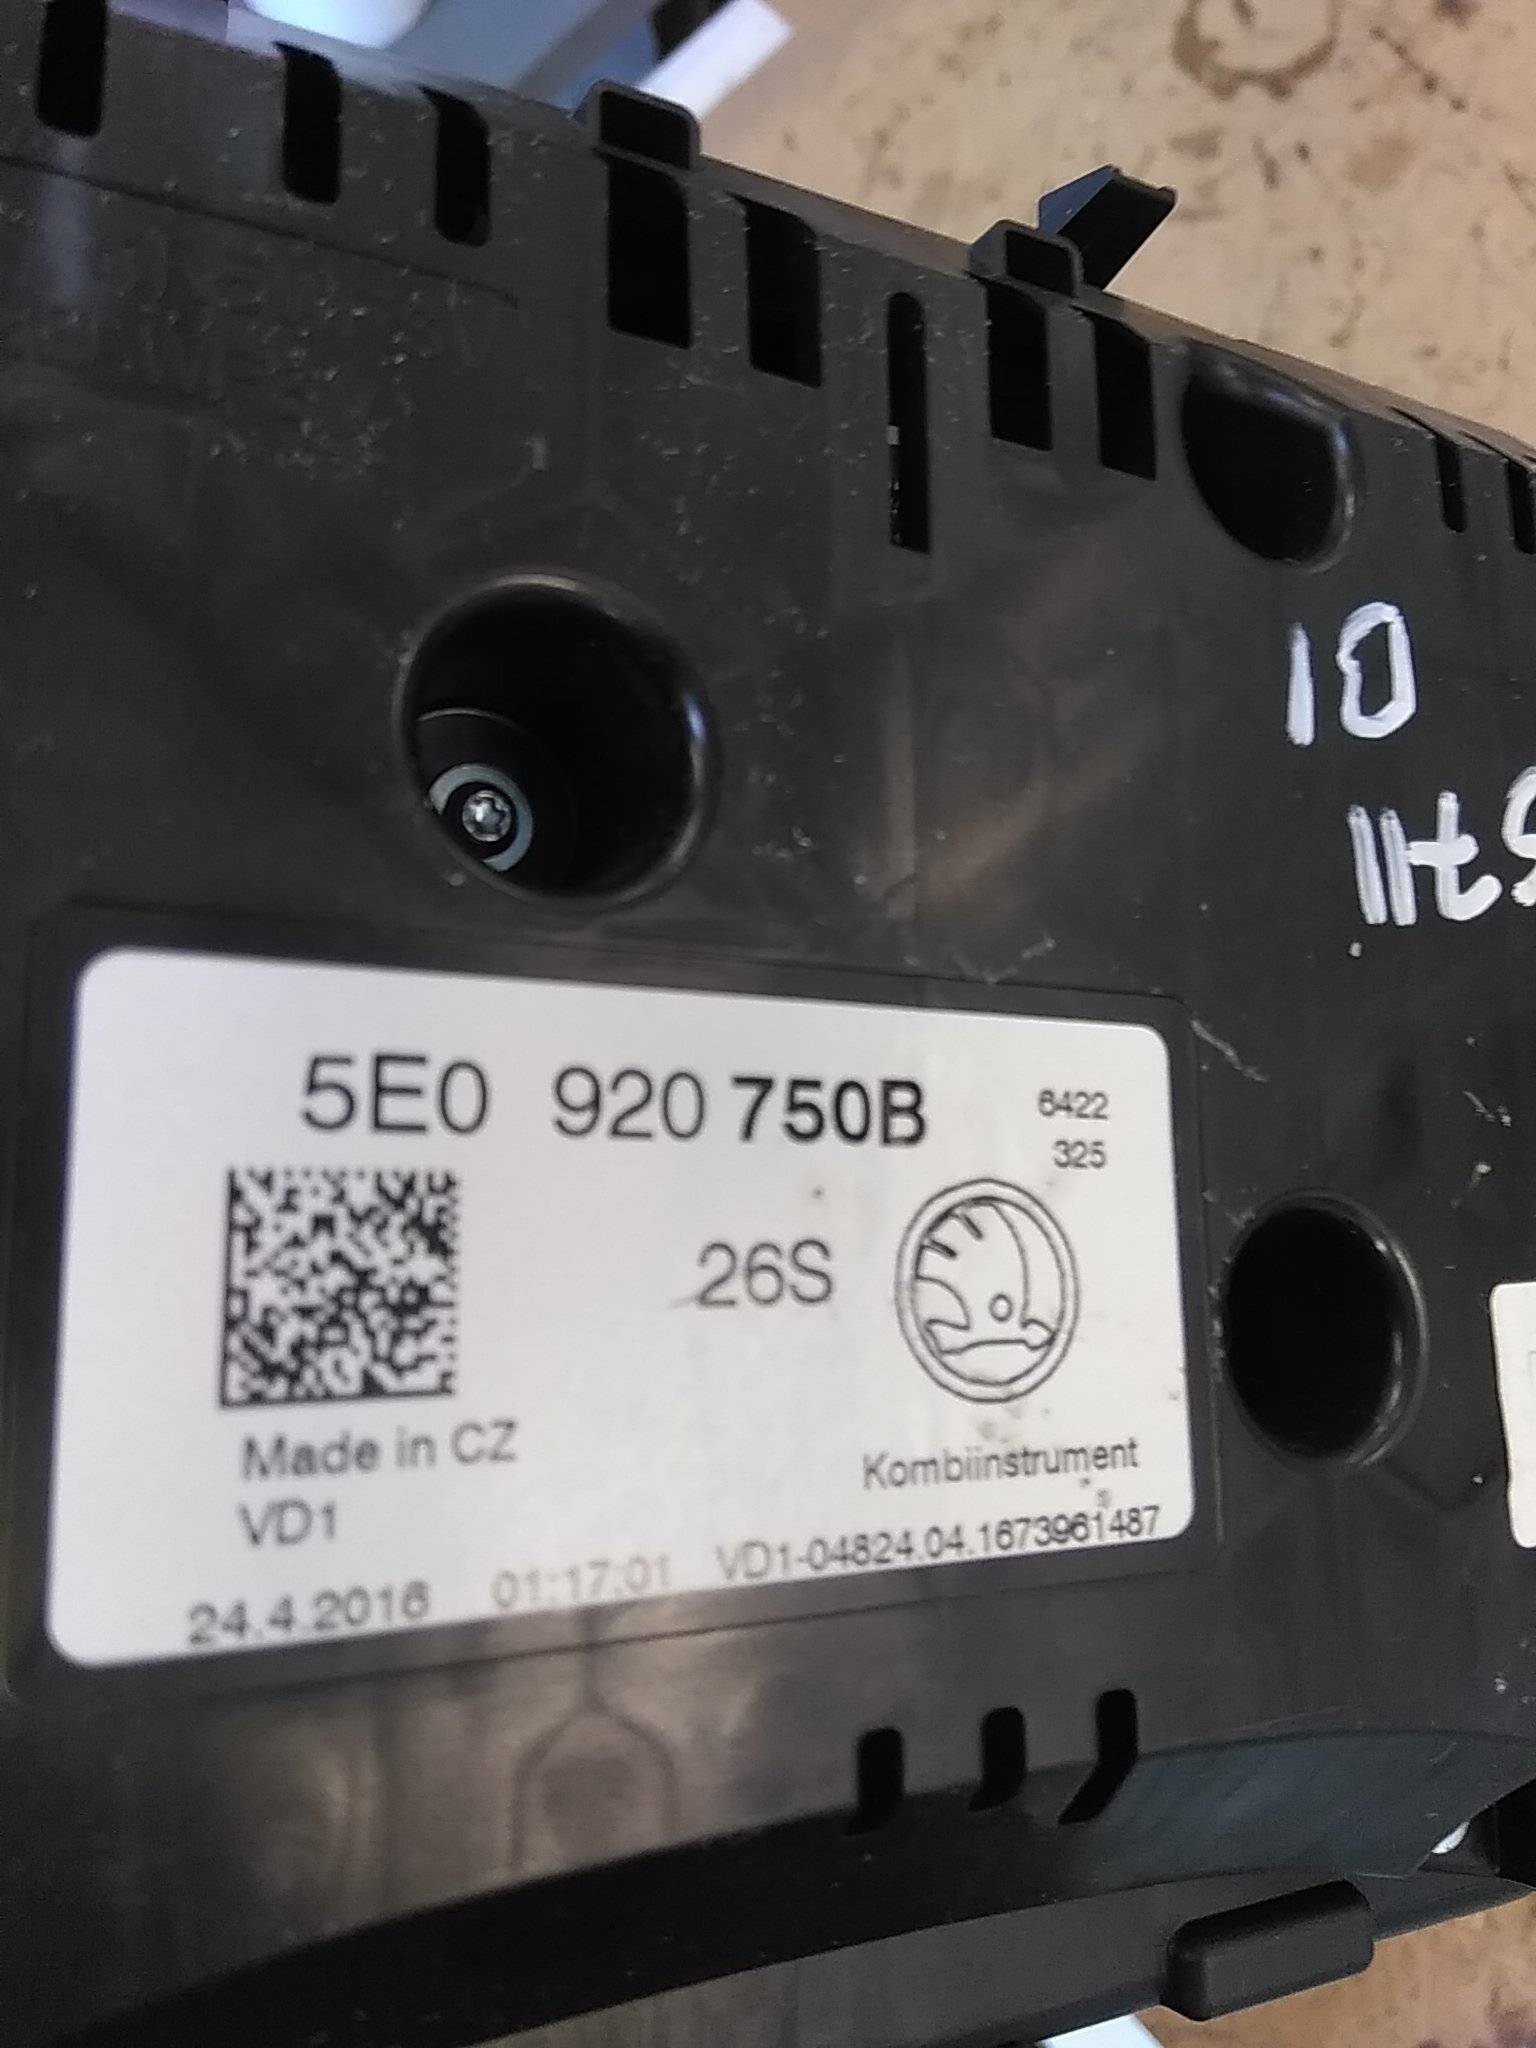 10
5E0 920 750B
6422
325
26S
Made in CZ
Kombiinstrument
VD1
24.4.2016 01:17:01 VD1-04824.04.1673961487